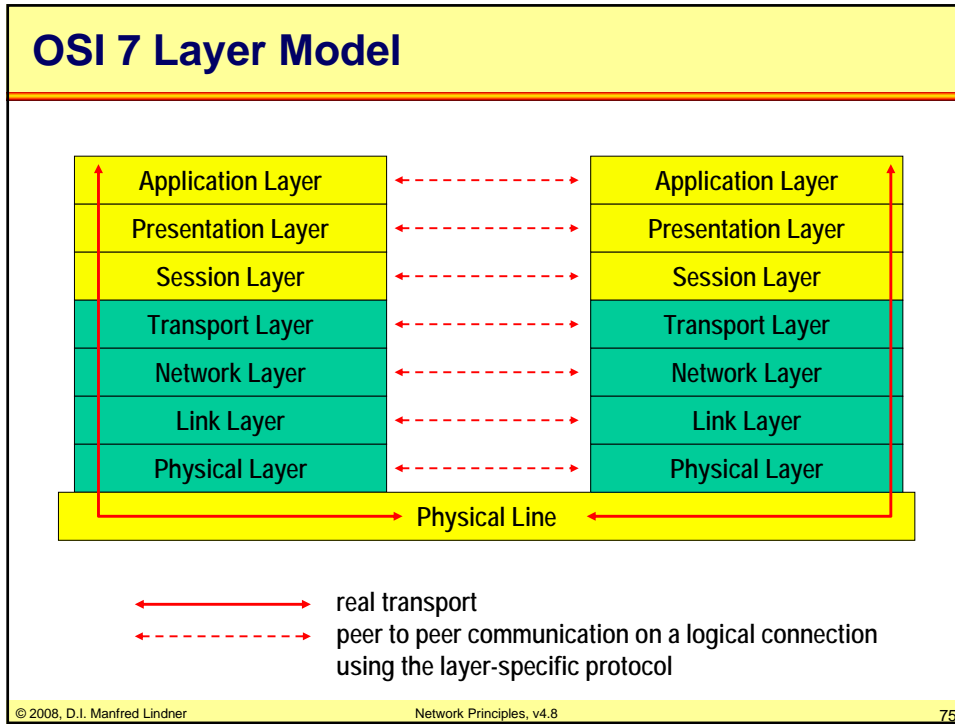 OSI 7 Layer Model
Application Layer
Application Layer
Presentation Layer
Presentation Layer
Session Layer
Session Layer
Transport Layer
Transport Layer
Network Layer
Network Layer
Link Layer
Link Layer
Physical Layer
Physical Layer
Physical Line
real transport
peer to peer communication on a logical connection
using the layer-specific protocol
© 2008, D.I. Manfred Lindner
Network Principles, v4.8
75